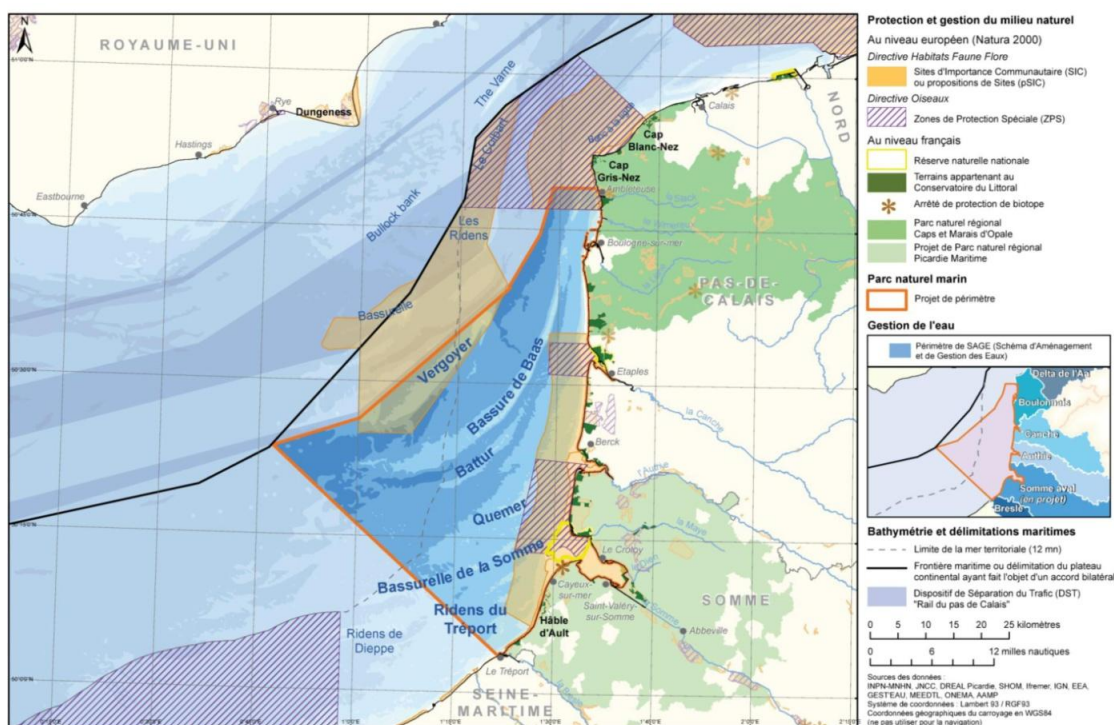 N
ROYAUME-UNI
Rye
Dungeness
Hastings
Eastbourne
The Varne
Le Colbart
Bullock bank
Les
Ridens
Bassurelle
Vergoyer
Bassure de Baas
Battur
Quemer
Bassurelle de la Somme
Ridens du
Tréport
Ridens de
Dieppe
Calais
NORD
Cap
Blanc-Nez
Cap
Gris-Nez
Ambleteuse
Boulogne-sur-mer
PAS-DE-
CALAIS
Etaples
la Canche
Berck
l'Authie
la Maye
Le Crotoy
Cayeux-
sur-mer
Saint-Valéry-
sur-Somme
SOMME
Abbeville
Hâble
d'Ault
Le Tréport
SEINE-
MARITIME
Protection et gestion du milieu naturel
Au niveau européen (Natura 2000)
Directive Habitats Faune Flore
Sites d'Importance Communautaire (SIC)
ou propositions de Sites (pSIC)
Directive Oiseaux
Zones de Protection Spéciale (ZPS)
Au niveau français
Réserve naturelle nationale
Terrains appartenant au
Conservatoire du Littoral
Arrêté de protection de biotope
Parc naturel régional
Caps et Marais d'Opale
Projet de Parc naturel régional
Picardie Maritime
Parc naturel marin
Projet de périmètre
Gestion de l'eau
Périmètre de SAGE (Schéma d'Aménagement
et de Gestion des Eaux)
Delta de l'Aa
Boulonnais
Canche
Authie
Somme aval
(en projet)
Bresle
Bathymétrie et délimitations maritimes
Limite de la mer territoriale (12 mn)
Frontière maritime ou délimitation du plateau
continental ayant fait l'objet d'un accord bilatéral
Dispositif de Séparation du Trafic (DST)
"Rail du pas de Calais"
0 5 10 15 20 25 kilomètres
0 6 12 milles nautiques
Sources des données :
INPN-MNHN, JNCC, DREAL Picardie, SHOM, Ifremer, IGN, EEA,
GEST'EAU, MEEDTL, ONEMA, AAMP
Système de coordonnées : Lambert 93 / RGF93
Coordonnées géographiques du carroyage en WGS84
(ne pas utiliser pour la navigation)